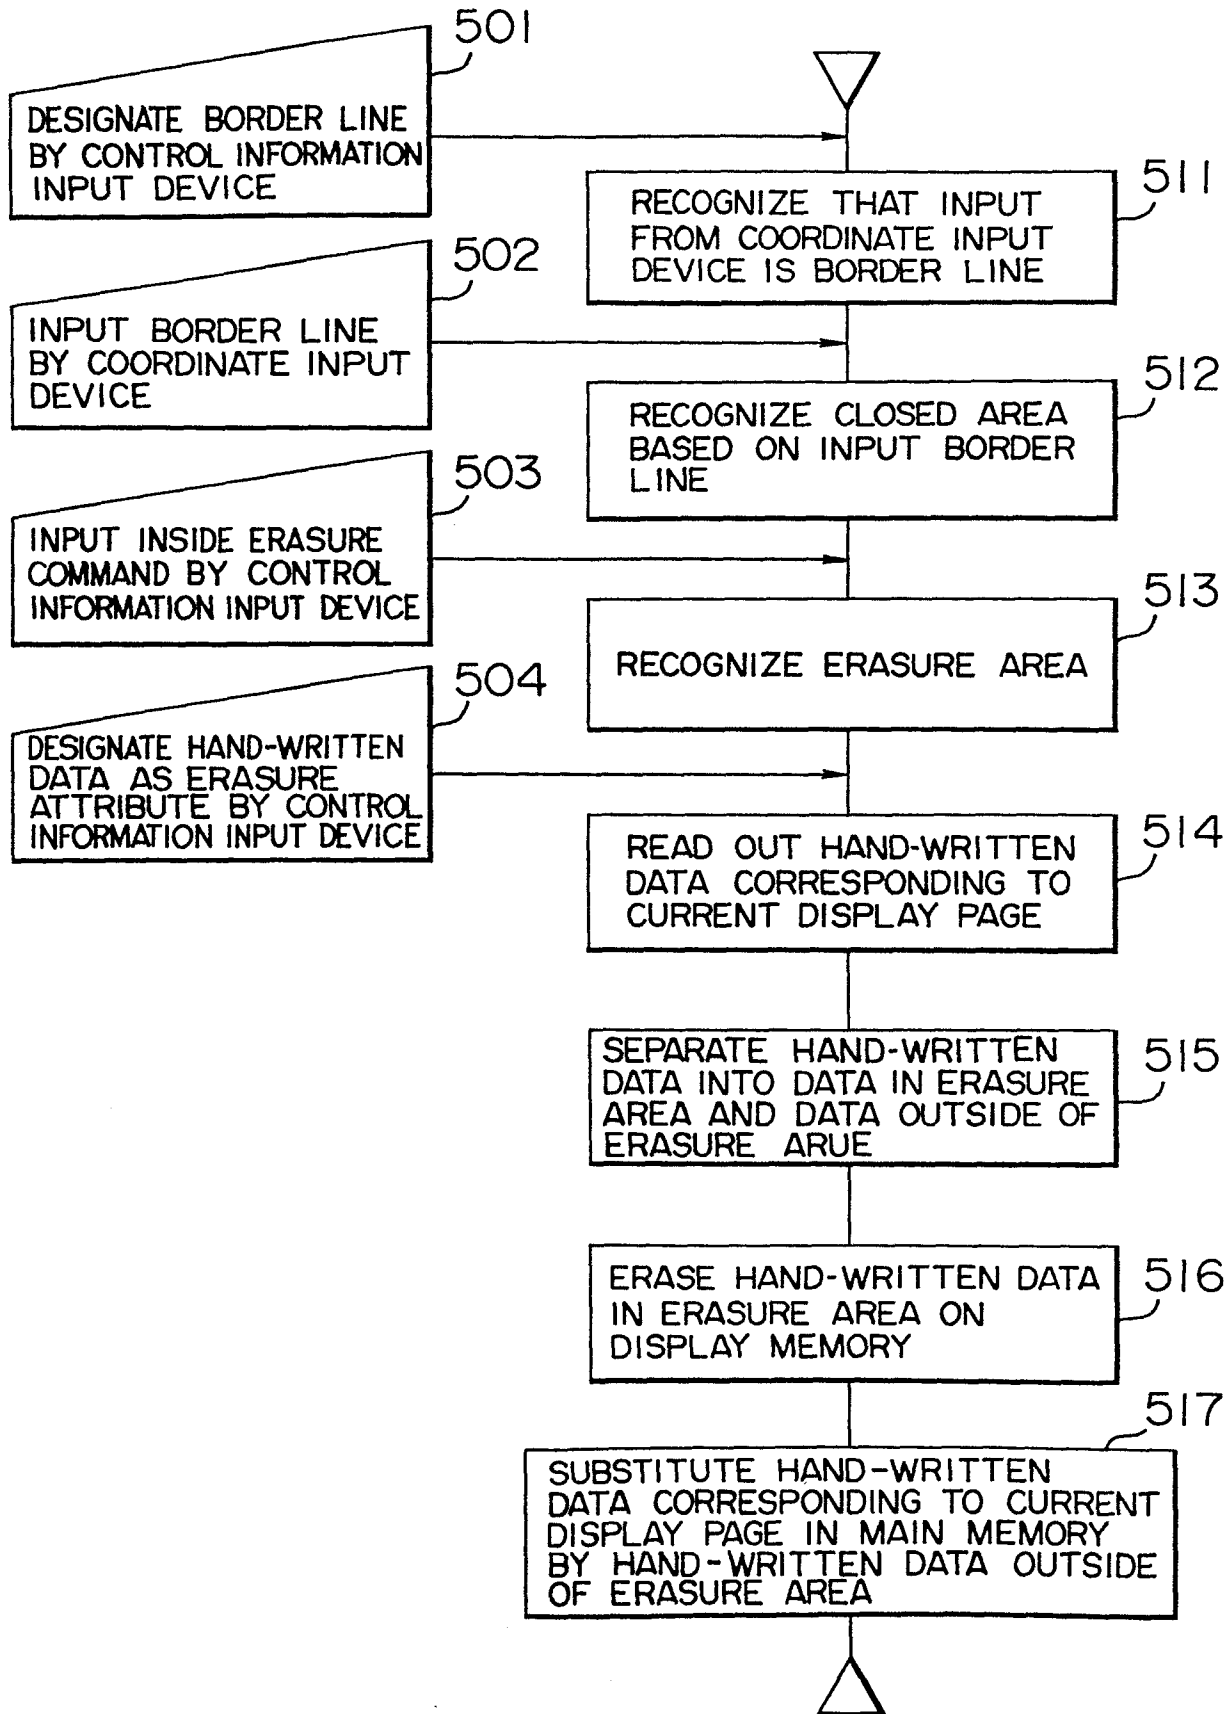 501
DESIGNATE BORDER LINE
BY CONTROL INFORMATION
INPUT DEVICE
511
RECOGNIZE THAT INPUT
FROM COORDINATE INPUT
DEVICE IS BORDER LINE
502
INPUT BORDER LINE
BY COORDINATE INPUT
DEVICE
512
RECOGNIZE CLOSED AREA
BASED ON INPUT BORDER
LINE
503
INPUT INSIDE ERASURE
COMMAND BY CONTROL
INFORMATION INPUT DEVICE
513
RECOGNIZE ERASURE AREA
504
DESIGNATE HAND-WRITTEN
DATA AS ERASURE
ATTRIBUTE BY CONTROL
INFORMATION INPUT DEVICE
514
READ OUT HAND-WRITTEN
DATA CORRESPONDING TO
CURRENT DISPLAY PAGE
515
SEPARATE HAND-WRITTEN
DATA INTO DATA IN ERASURE
AREA AND DATA OUTSIDE OF
ERASURE ARUE
516
ERASE HAND-WRITTEN DATA
IN ERASURE AREA ON
DISPLAY MEMORY
517
SUBSTITUTE HAND-WRITTEN
DATA CORRESPONDING TO CURRENT
DISPLAY PAGE IN MAIN MEMORY
BY HAND-WRITTEN DATA OUTSIDE
OF ERASURE AREA